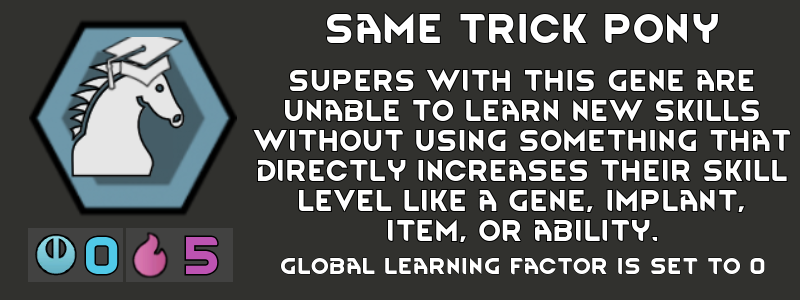 SAME TRICK PONY
SUPERS WITH THIS GENE ARE
UNABLE TO LEARN NEW SKILLS
WITHOUT USING SOMETHING THAT
DIRECTLY INCREASES THEIR SKILL
LEVEL LIKE A GENE, IMPLANT,
ITEM, OR ABILITY.
GLOBAL LEARNING FACTOR IS SET TO 0
0 5